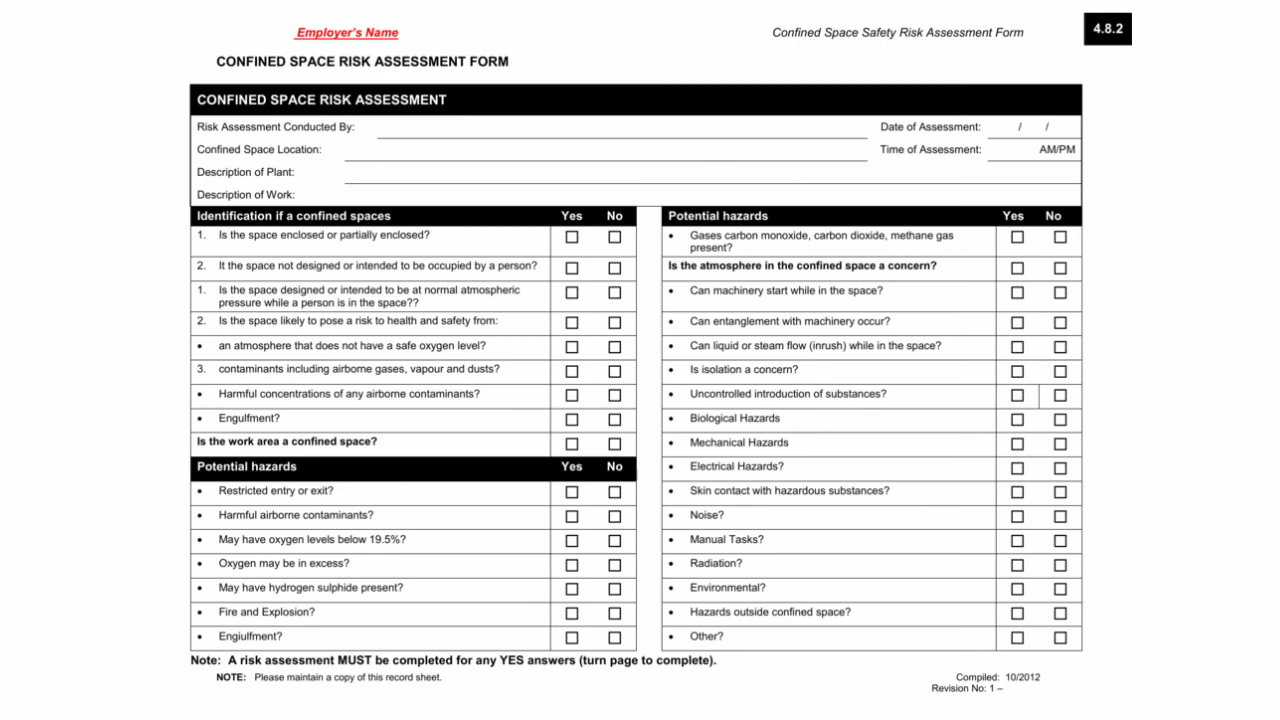 Employer's Name
Confined Space Safety Risk Assessment Form
4.8.2
CONFINED SPACE RISK ASSESSMENT FORM
CONFINED SPACE RISK ASSESSMENT
Risk Assessment Conducted By:
Date of Assessment: / /
Confined Space Location:
Time of Assessment: AM/PM
Description of Plant:
Description of Work:
Identification if a confined spaces Yes No
1. Is the space enclosed or partially enclosed?
2. It the space not designed or intended to be occupied by a person?
1. Is the space designed or intended to be at normal atmospheric
pressure while a person is in the space??
2. Is the space likely to pose a risk to health and safety from:
• an atmosphere that does not have a safe oxygen level?
3. contaminants including airborne gases, vapour and dusts?
• Harmful concentrations of any airborne contaminants?
• Engulfment?
Is the work area a confined space?
Potential hazards Yes No
• Restricted entry or exit?
• Harmful airborne contaminants?
• May have oxygen levels below 19.5%?
• Oxygen may be in excess?
• May have hydrogen sulphide present?
• Fire and Explosion?
• Engiulfment?
Potential hazards Yes No
• Gases carbon monoxide, carbon dioxide, methane gas
present?
Is the atmosphere in the confined space a concern?
• Can machinery start while in the space?
• Can entanglement with machinery occur?
• Can liquid or steam flow (inrush) while in the space?
• Is isolation a concern?
• Uncontrolled introduction of substances?
• Biological Hazards
• Mechanical Hazards
• Electrical Hazards?
• Skin contact with hazardous substances?
• Noise?
• Manual Tasks?
• Radiation?
• Environmental?
• Hazards outside confined space?
• Other?
Note: A risk assessment MUST be completed for any YES answers (turn page to complete).
NOTE: Please maintain a copy of this record sheet.
Compiled: 10/2012
Revision No: 1 –